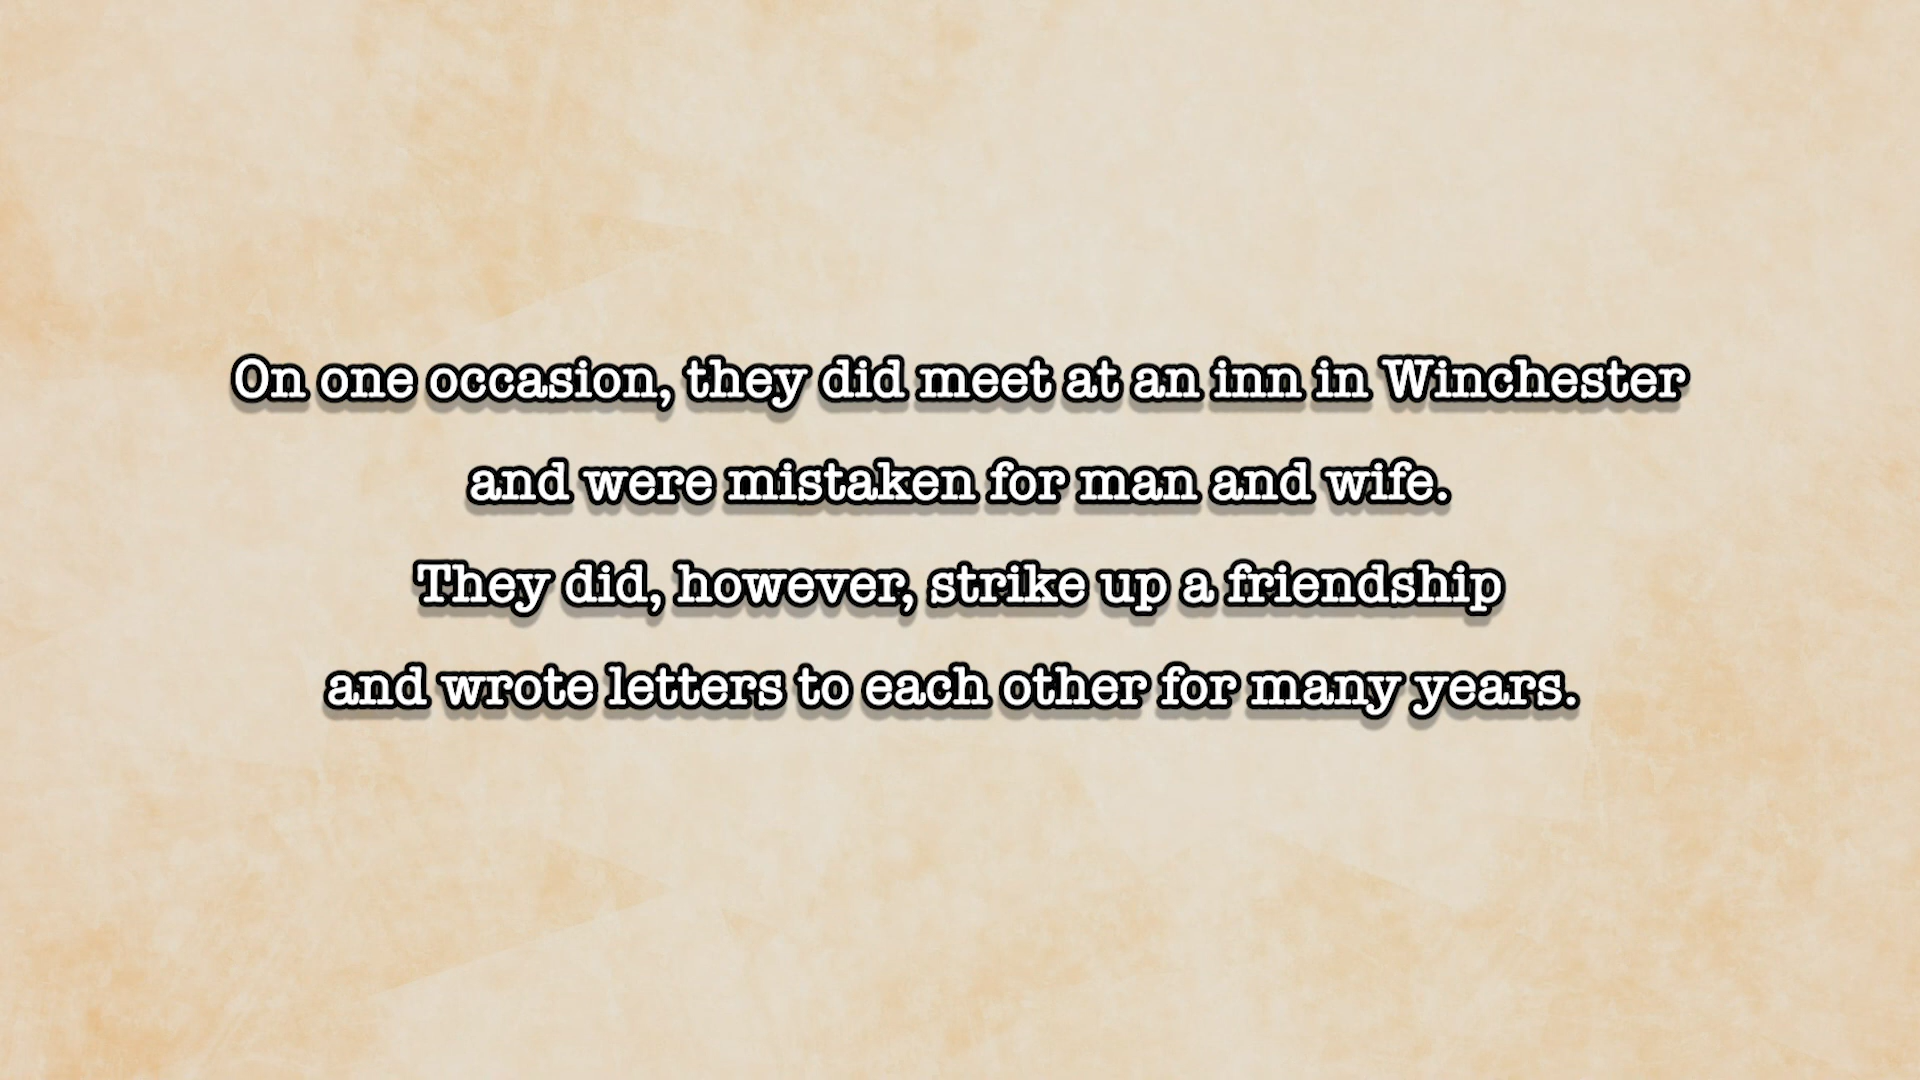 On one occasion, they did meet at an inn in Winchester
and were mistaken for man and wife.
They did, however, strike up a friendship
and wrote letters to each other for many years.